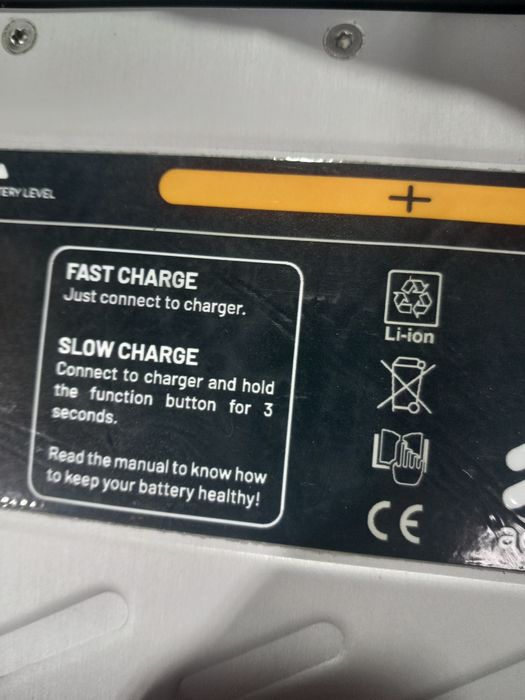 TERY LEVEL
+
FAST CHARGE
Just connect to charger.
SLOW CHARGE
Connect to charger and hold
the function button for 3
seconds.
Read the manual to know how
to keep your battery healthy!
Li-ion
CE